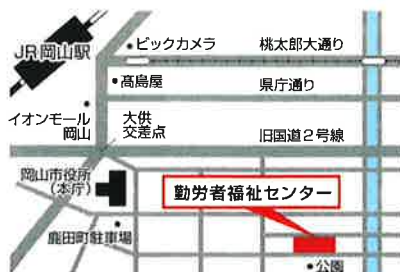 JR岡山駅
ビックカメラ
桃太郎大通り
髙島屋
県庁通り
イオンモール
岡山
大供
交差点
旧国道2号線
岡山市役所
(本庁)
勤労者福祉センター
鹿田町駐車場
公園